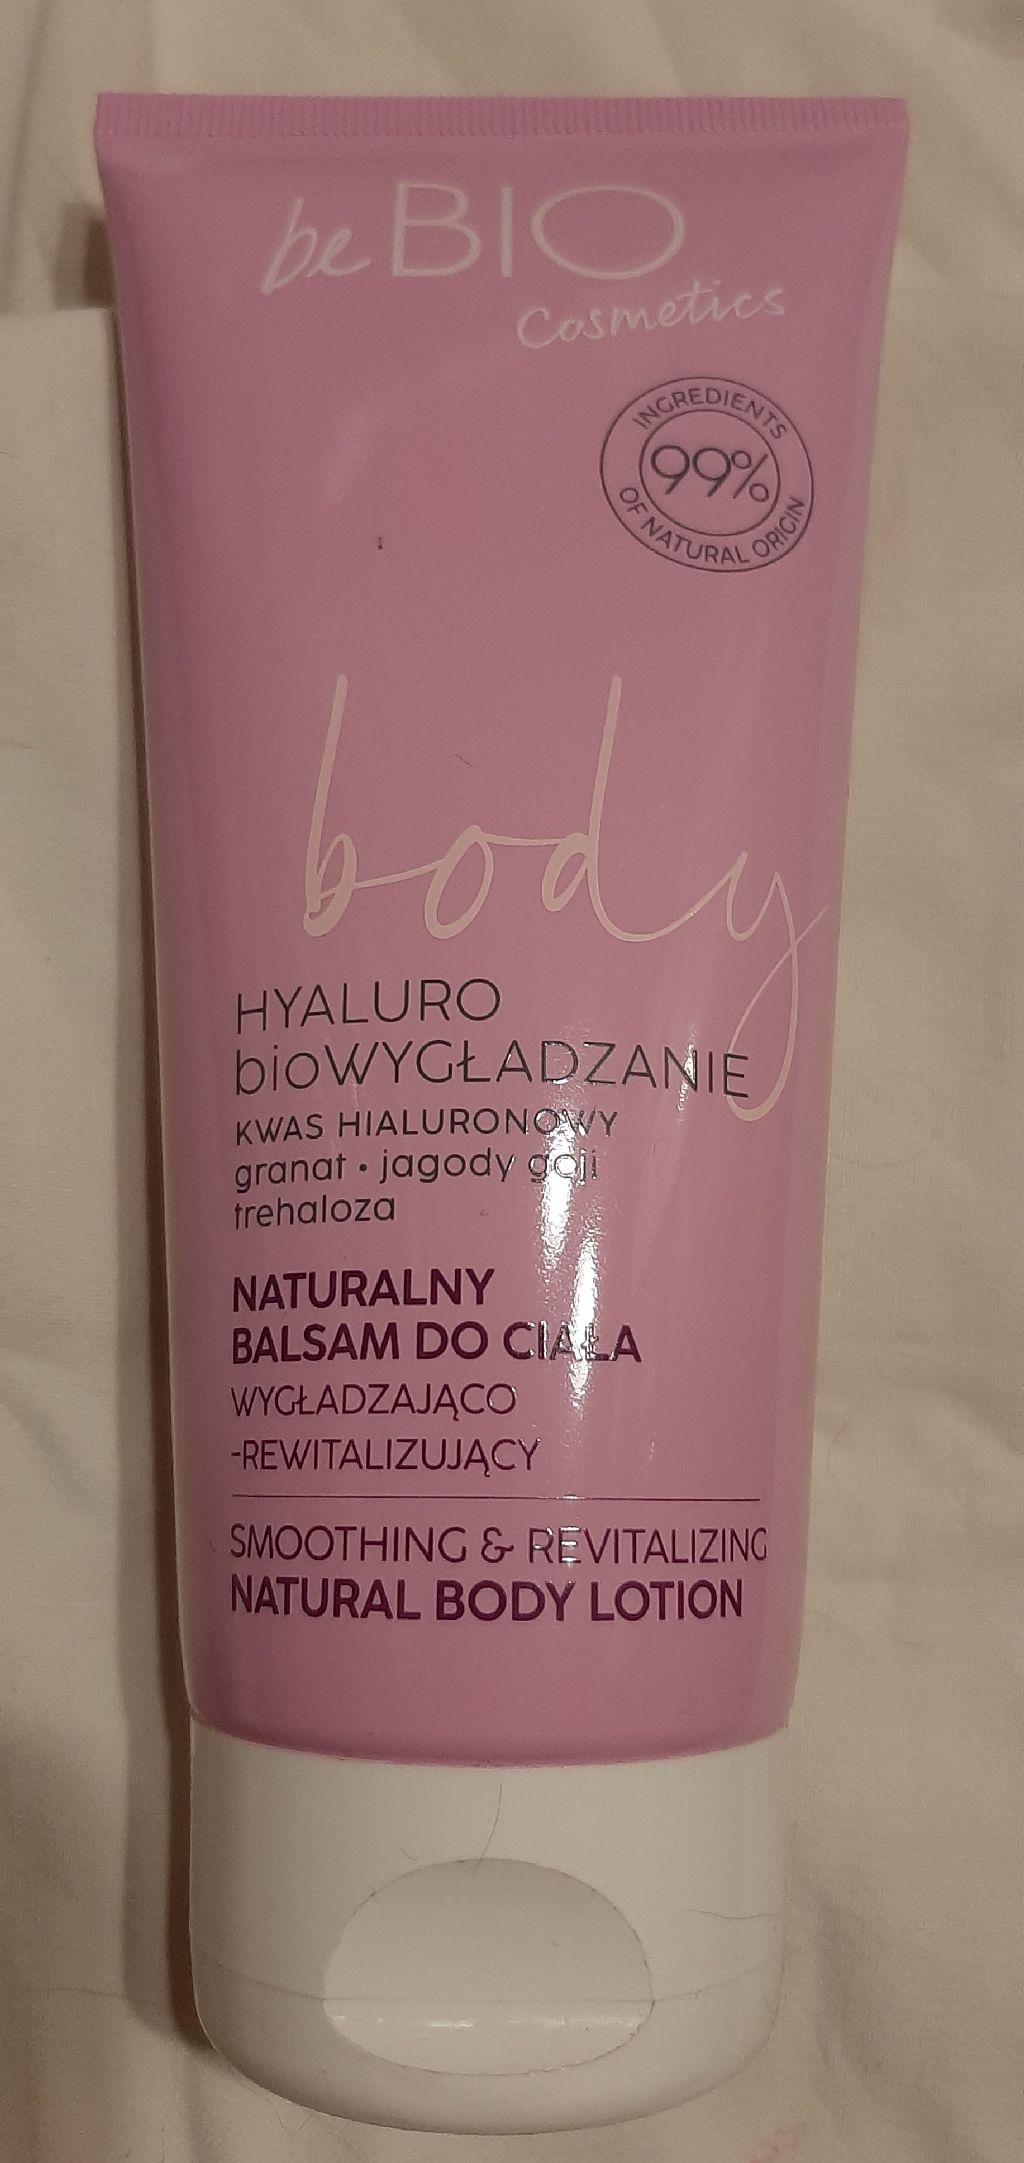 be BIO
Cosmetics
INGREDIENTS
99%
OF NATURAL ORIGIN
body
HYALURO
bioWYGŁADZANIE
KWAS HIALURONOWY
granat • jagody goji
trehaloza
NATURALNY
BALSAM DO CIAŁA
WYGŁADZAJĄCO
-REWITALIZUJĄCY
SMOOTHING & REVITALIZING
NATURAL BODY LOTION